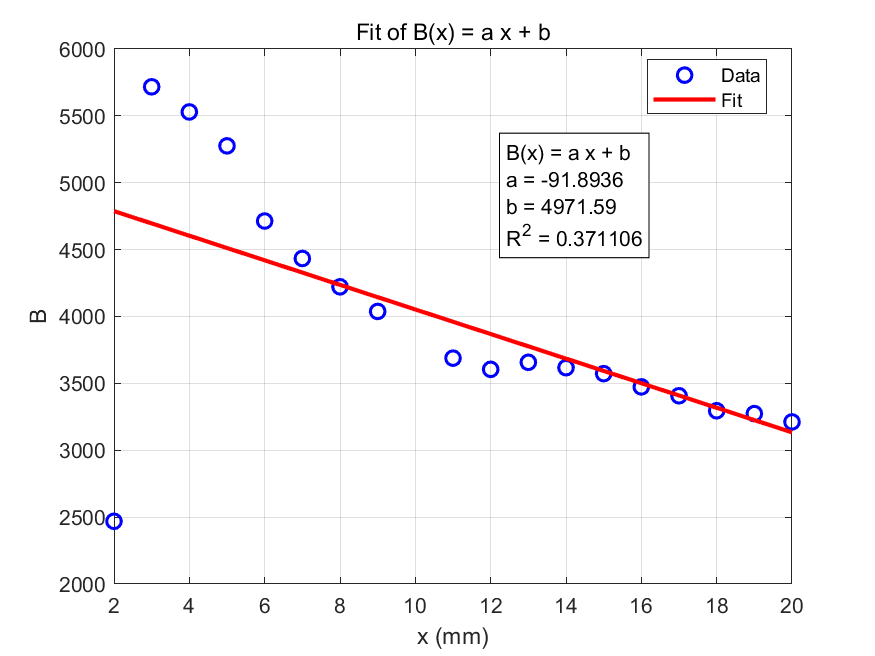 Fit of B(x) = a x + b
6000
5500
5000
4500
4000
3500
3000
2500
2000
B
Data
Fit
B(x) = a x + b
a = -91.8936
b = 4971.59
R² = 0.371106
2 4 6 8 10 12 14 16 18 20
x (mm)